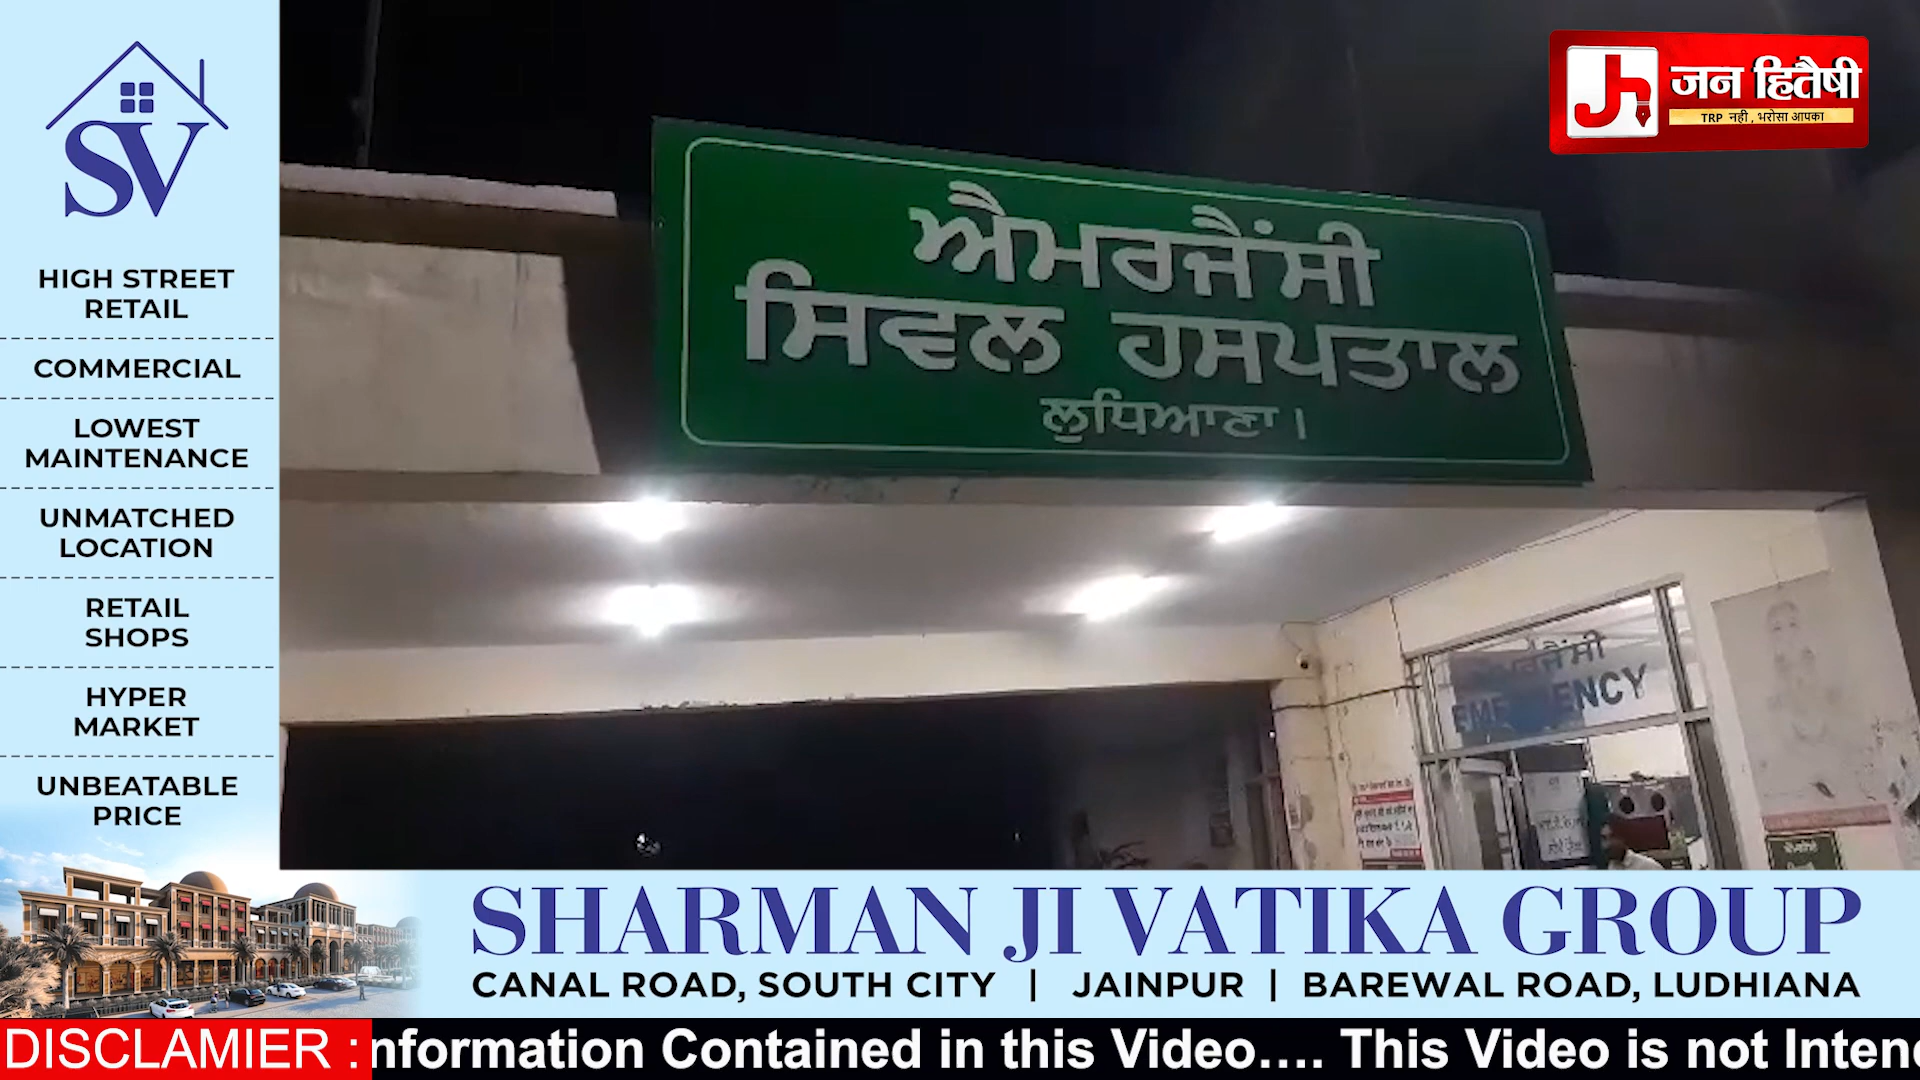 SV
HIGH STREET
RETAIL
COMMERCIAL
LOWEST
MAINTENANCE
UNMATCHED
LOCATION
RETAIL
SHOPS
HYPER
MARKET
UNBEATABLE
PRICE
जन हितैषी
TRP नही , भरोसा आपका
ਐਮਰਜੈਂਸੀ
ਸਿਵਲ ਹਸਪਤਾਲ
ਲੁਧਿਆਣਾ।
SHARMAN JI VATIKA GROUP
CANAL ROAD, SOUTH CITY | JAINPUR | BAREWAL ROAD, LUDHIANA
DISCLAMIER : nformation Contained in this Video.... This Video is not Inten